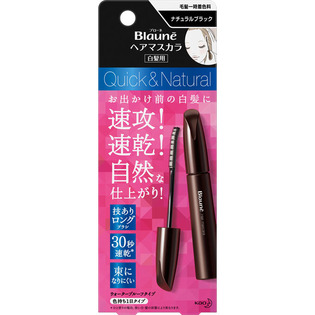 ブローネ
Blauné
ヘアマスカラ
白髪用
毛髪一時着色料
ナチュラルブラック
Quick & Natural
お出かけ前の白髪に
速攻!
速乾!
自然な
仕上がり!
技あり
ロング
ブラシ
30秒
速乾*
束に
なりにくい
ウォータープルーフタイプ
色持ち1日タイプ
Blauné
KAO